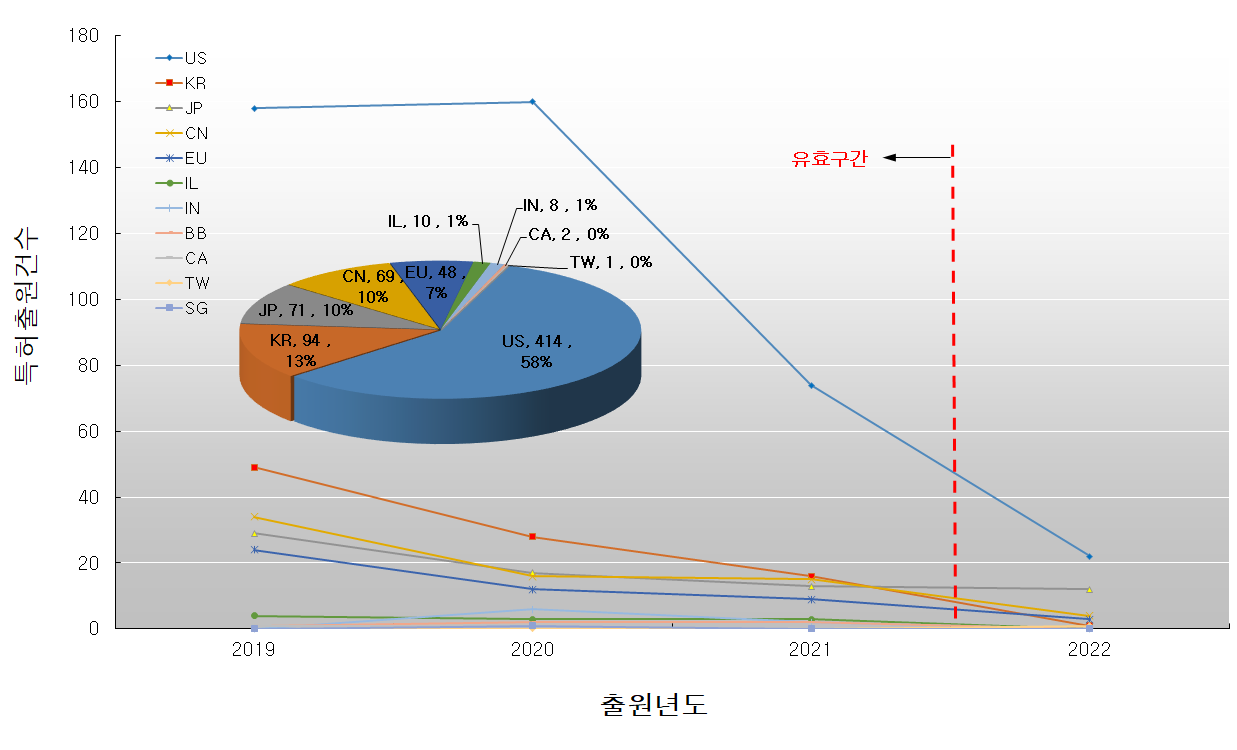 특허출원건수
180
160
140
120
100
80
60
40
20
0
US
KR
JP
CN
EU
IL
IN
BB
CA
TW
SG
유효구간
IN, 8 , 1%
IL, 10 , 1%
CA, 2 , 0%
TW, 1 , 0%
EU, 48 ,
7%
CN, 69 ,
10%
JP, 71 , 10%
KR, 94 ,
13%
US, 414 ,
58%
2019
2020
2021
2022
출원년도